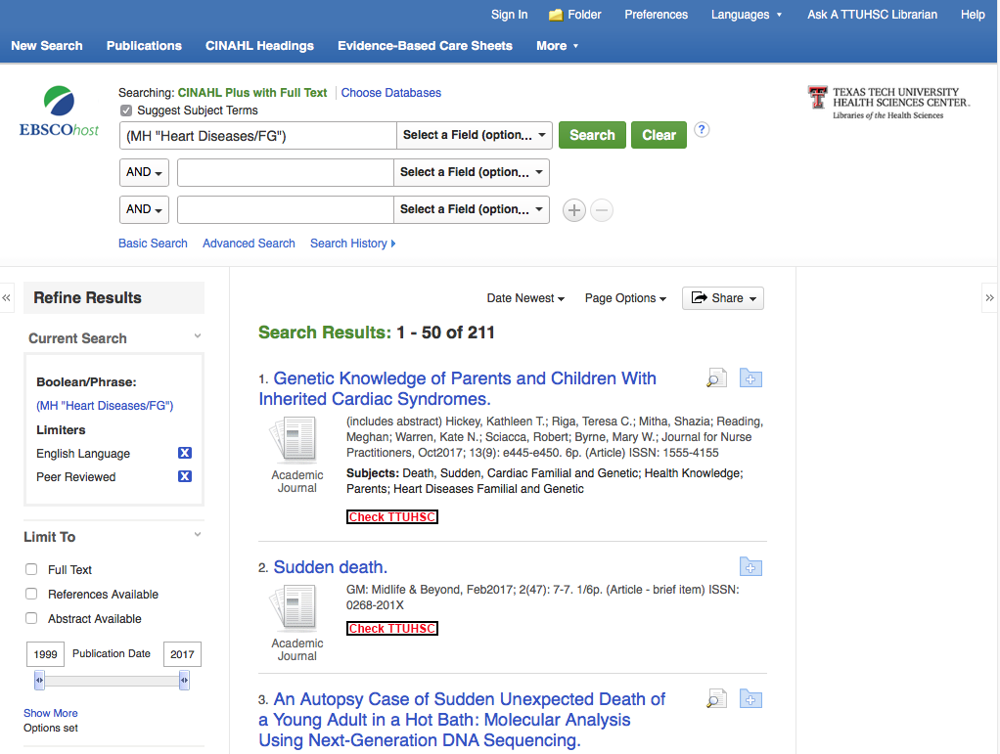 Sign In Folder Preferences Languages Ask A TTUHSC Librarian Help
New Search Publications CINAHL Headings Evidence-Based Care Sheets More
EBSCOhost
Searching: CINAHL Plus with Full Text Choose Databases
Suggest Subject Terms
(MH "Heart Diseases/FG") Select a Field (option... Search Clear ?
AND Select a Field (option...
AND Select a Field (option...
Basic Search Advanced Search Search History
TEXAS TECH UNIVERSITY
HEALTH SCIENCES CENTER.
Libraries of the Health Sciences
«
Refine Results
Current Search
Boolean/Phrase:
(MH "Heart Diseases/FG")
Limiters
English Language X
Peer Reviewed X
Limit To
Full Text
References Available
Abstract Available
1999 Publication Date 2017
Show More
Options set
Date Newest Page Options Share
»
Search Results: 1 - 50 of 211
1. Genetic Knowledge of Parents and Children With
Inherited Cardiac Syndromes.
Academic
Journal
(includes abstract) Hickey, Kathleen T.; Riga, Teresa C.; Mitha, Shazia; Reading,
Meghan; Warren, Kate N.; Sciacca, Robert; Byrne, Mary W.; Journal for Nurse
Practitioners, Oct2017; 13(9): e445-e450. 6p. (Article) ISSN: 1555-4155
Subjects: Death, Sudden, Cardiac Familial and Genetic; Health Knowledge;
Parents; Heart Diseases Familial and Genetic
Check TTUHSC
2. Sudden death.
Academic
Journal
GM: Midlife & Beyond, Feb2017; 2(47): 7-7. 1/6p. (Article - brief item) ISSN:
0268-201X
Check TTUHSC
3. An Autopsy Case of Sudden Unexpected Death of
a Young Adult in a Hot Bath: Molecular Analysis
Using Next-Generation DNA Sequencing.